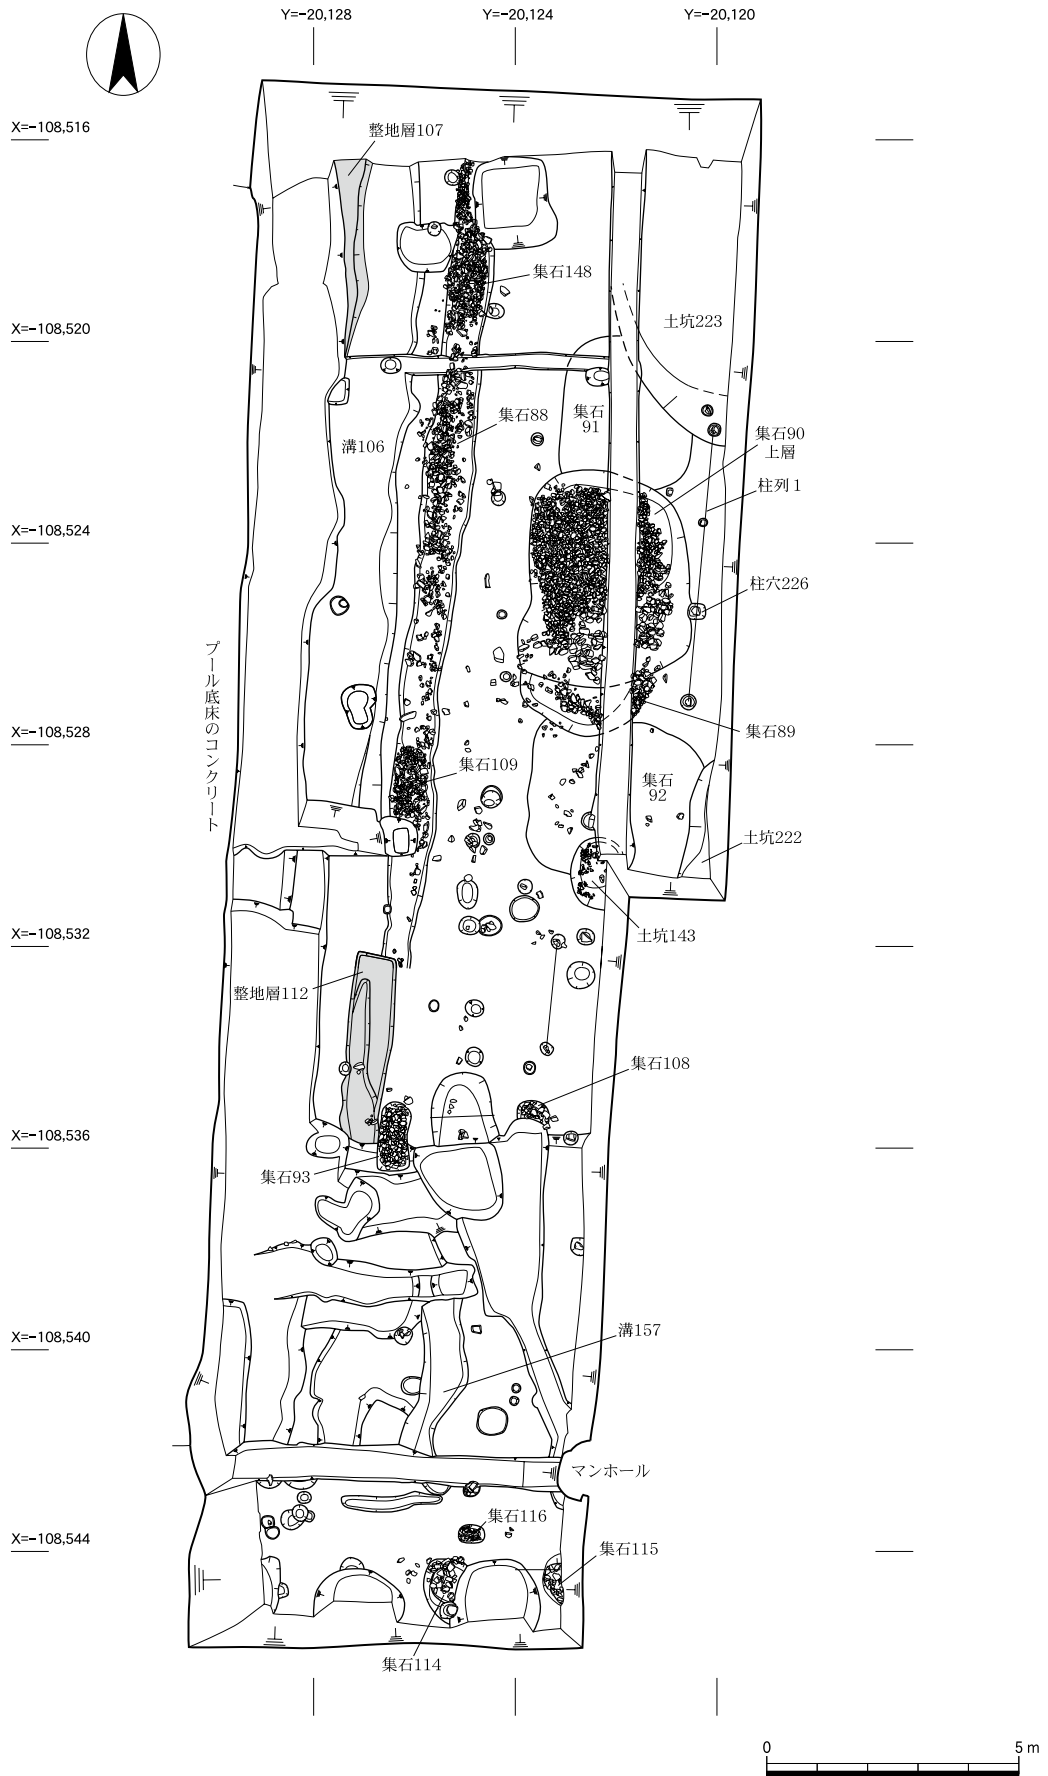 Y=−20,128
Y=−20,124
Y=−20,120
X=−108,516
整地層107
集石148
X=−108,520
土坑223
集石88
集石
91
溝106
集石90
上層
柱列1
X=−108,524
柱穴226
プール底床のコンクリート
X=−108,528
集石89
集石109
集石
92
土坑222
X=−108,532
土坑143
整地層112
集石108
X=−108,536
集石93
X=−108,540
溝157
マンホール
集石116
X=−108,544
集石115
集石114
0
5 m